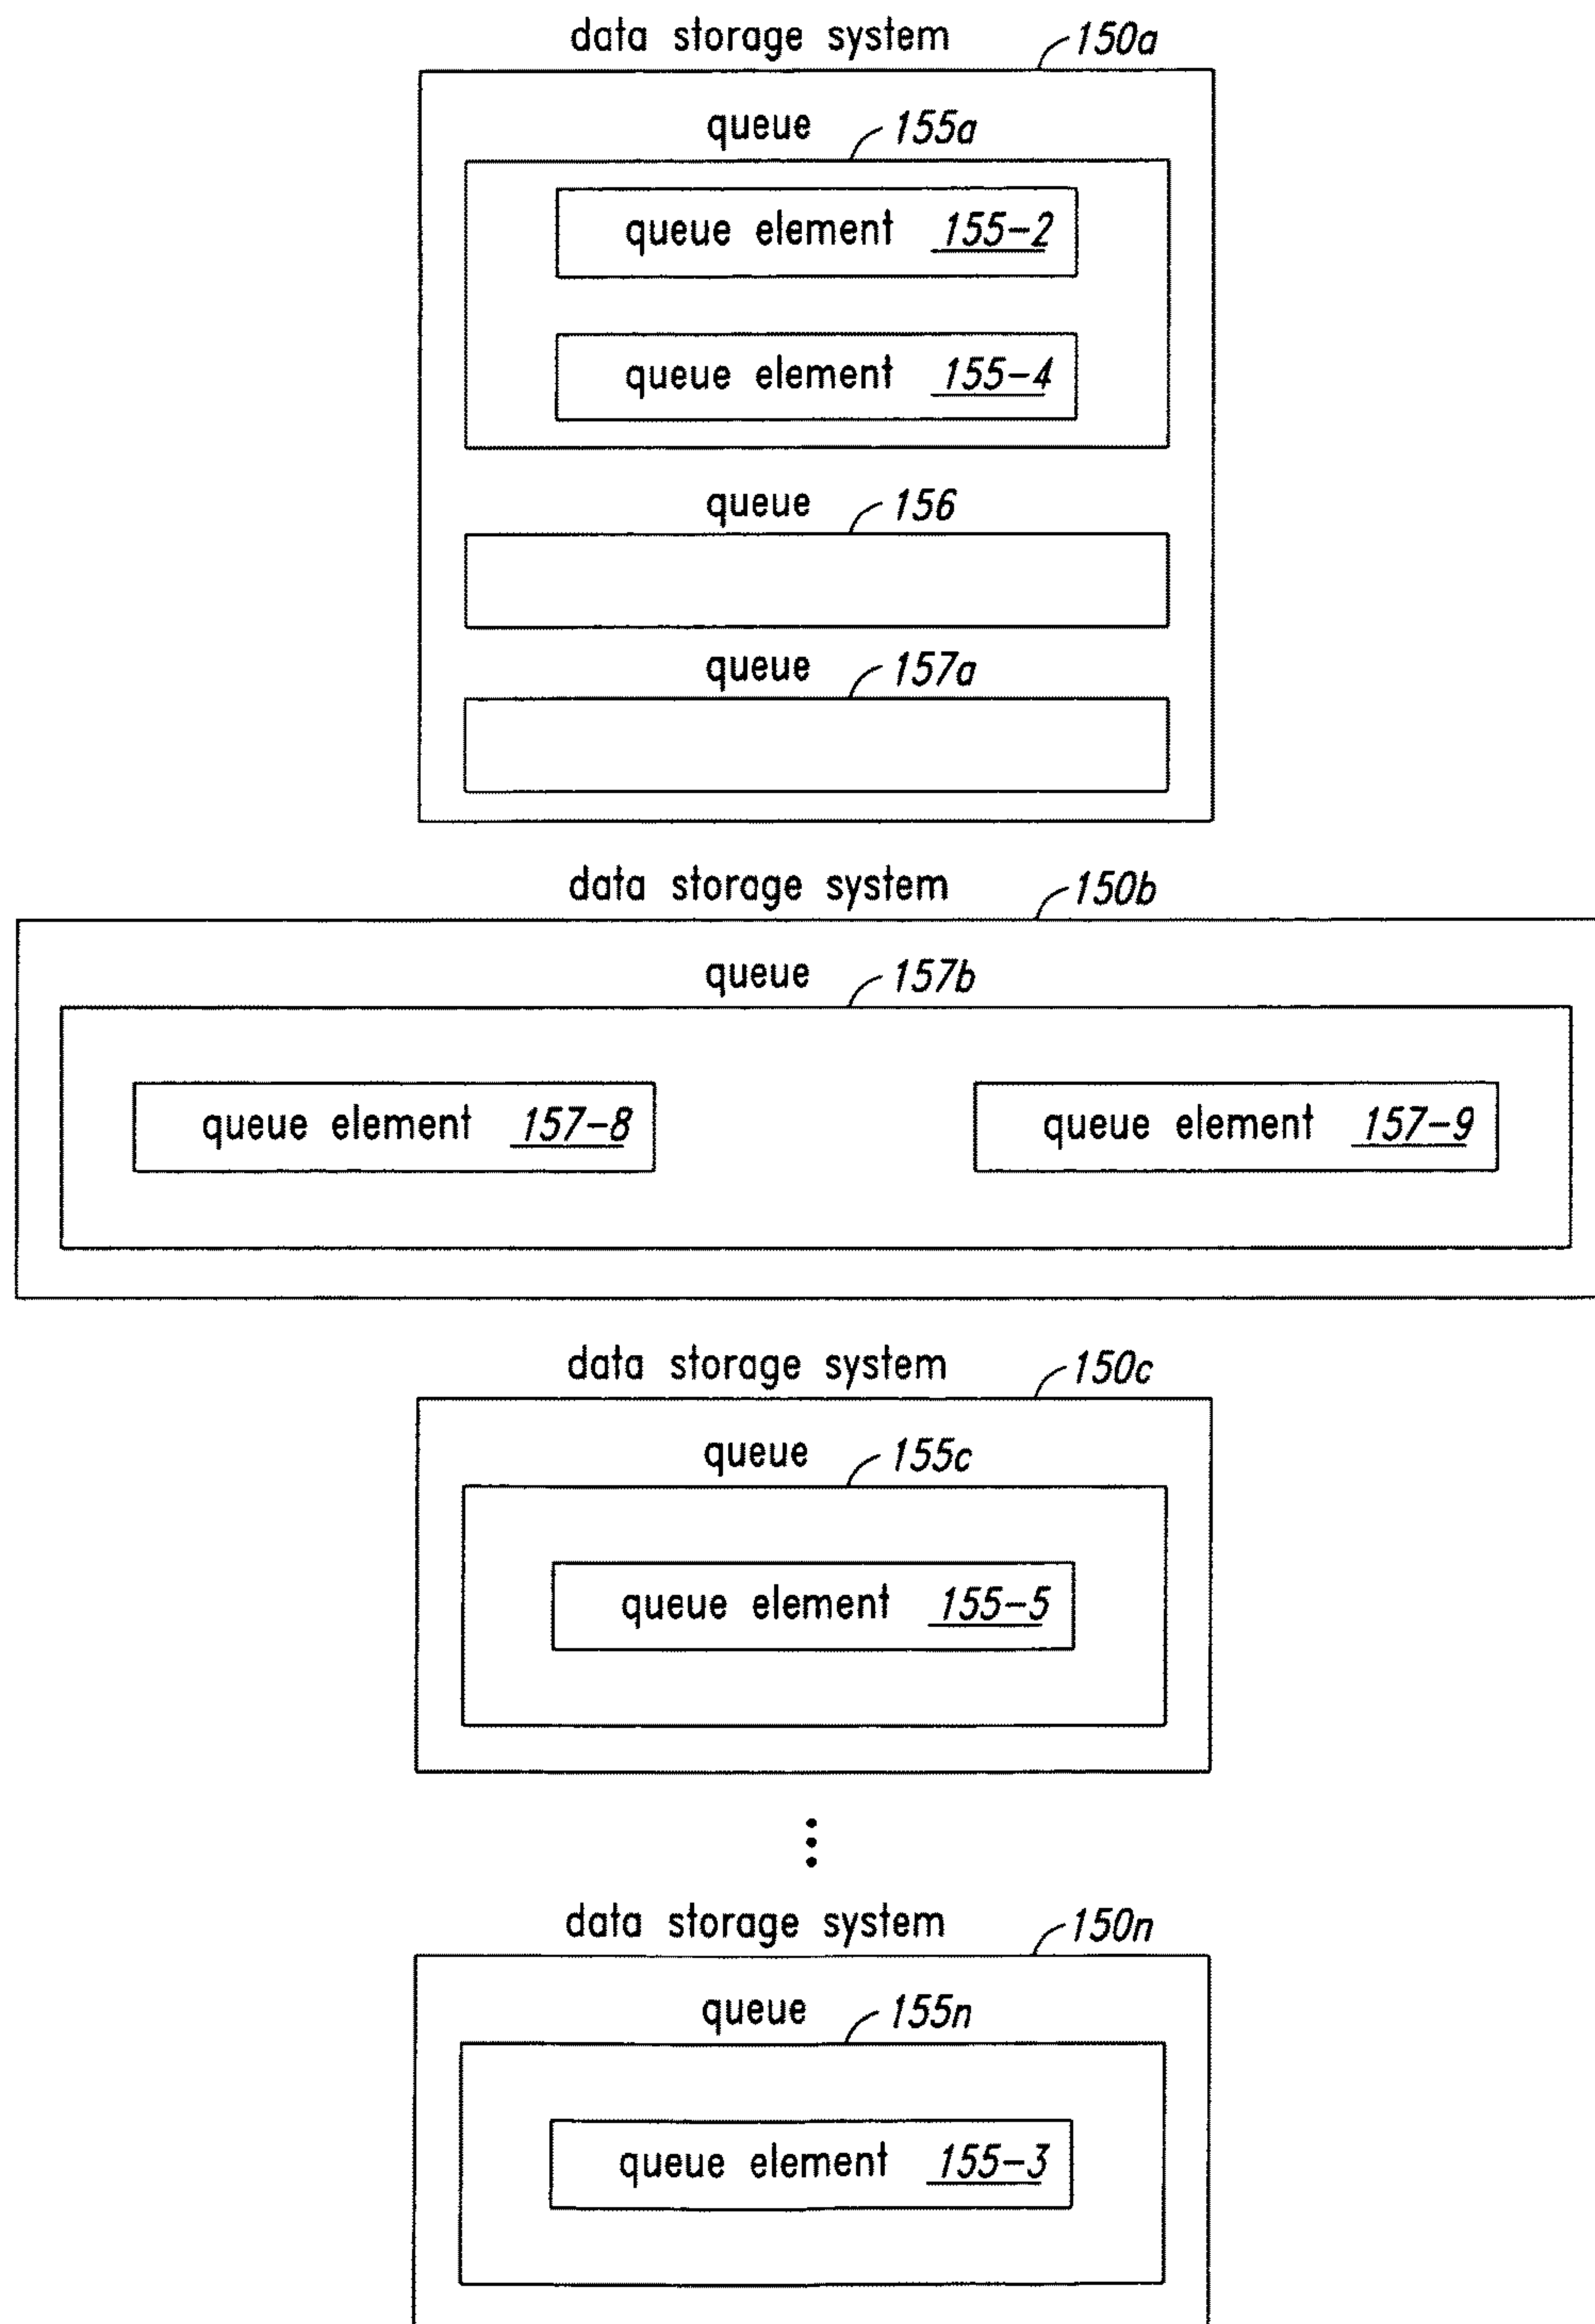 data storage system 150a
queue 155a
queue element 155-2
queue element 155-4
queue 156
queue 157a
data storage system 150b
queue 157b
queue element 157-8 queue element 157-9
data storage system 150c
queue 155c
queue element 155-5
data storage system 150n
queue 155n
queue element 155-3